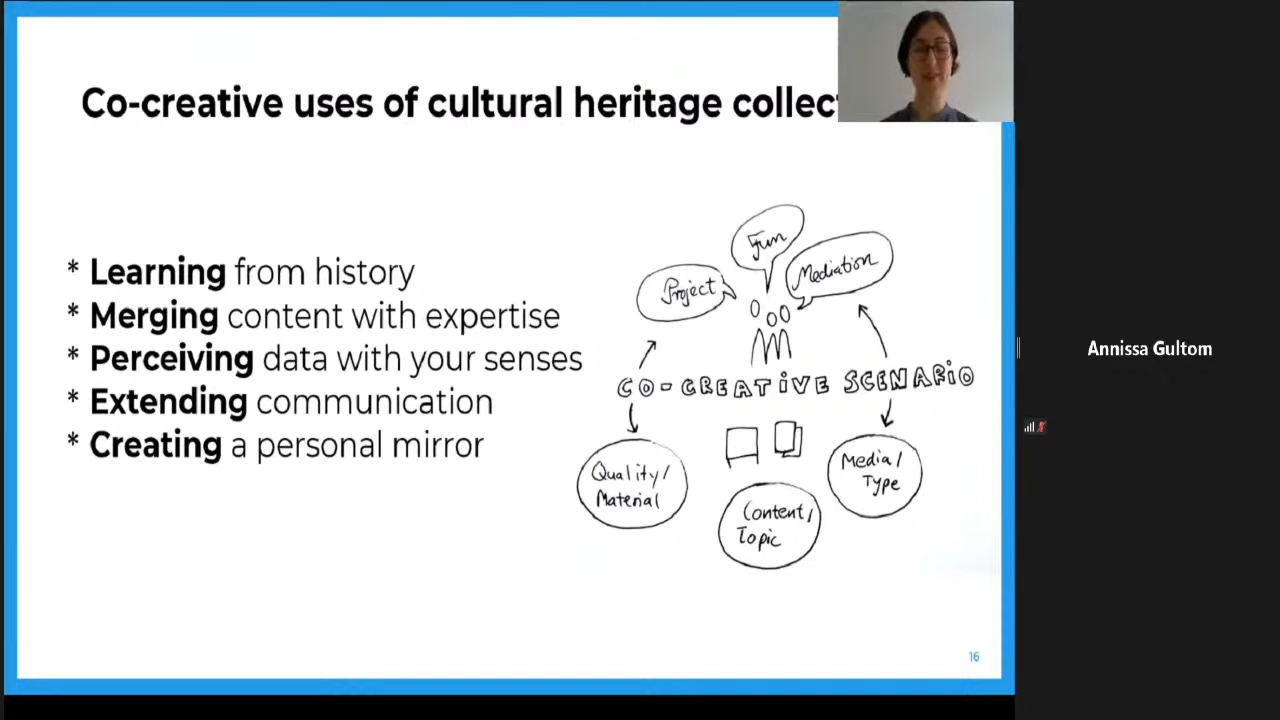 Co-creative uses of cultural heritage collec
* Learning from history
* Merging content with expertise
* Perceiving data with your senses
* Extending communication
* Creating a personal mirror
Fun
Project
Mediation
CO-CREATIVE SCENARIO
Quality/
Material
Media/
Type
Content/
Topic
16
Annissa Gultom